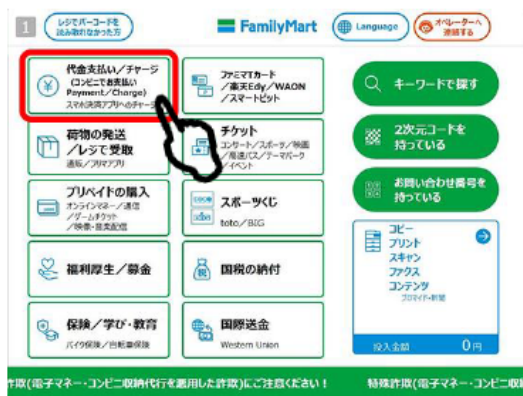 1
レジでバーコードを
読み取れなかった方
FamilyMart
Language
オペレーターへ
連絡する
代金支払い/チャージ
(コンビニでお支払い
Payment/Charge)
スマホ決済アプリへのチャージ
ファミマTカード
/楽天Edy/WAON
/スマートピット
キーワードで探す
荷物の発送
/レジで受取
通販/フリマアプリ
チケット
コンサート/スポーツ/映画
/高速バス/テーマパーク
/イベント
2次元コードを
持っている
プリペイドの購入
オンラインマネー/通信
/ゲームチケット
/映像・音楽配信
スポーツくじ
toto/BIG
お問い合わせ番号を
持っている
コピー
プリント
スキャン
ファクス
コンテンツ
ブロマイド・新聞
福利厚生/募金
国税の納付
保険/学び・教育
バイク保険/自転車保険
国際送金
Western Union
投入金額 0円
詐欺(電子マネー・コンビニ収納代行を悪用した詐欺)にご注意ください! 特殊詐欺(電子マネー・コンビニ収